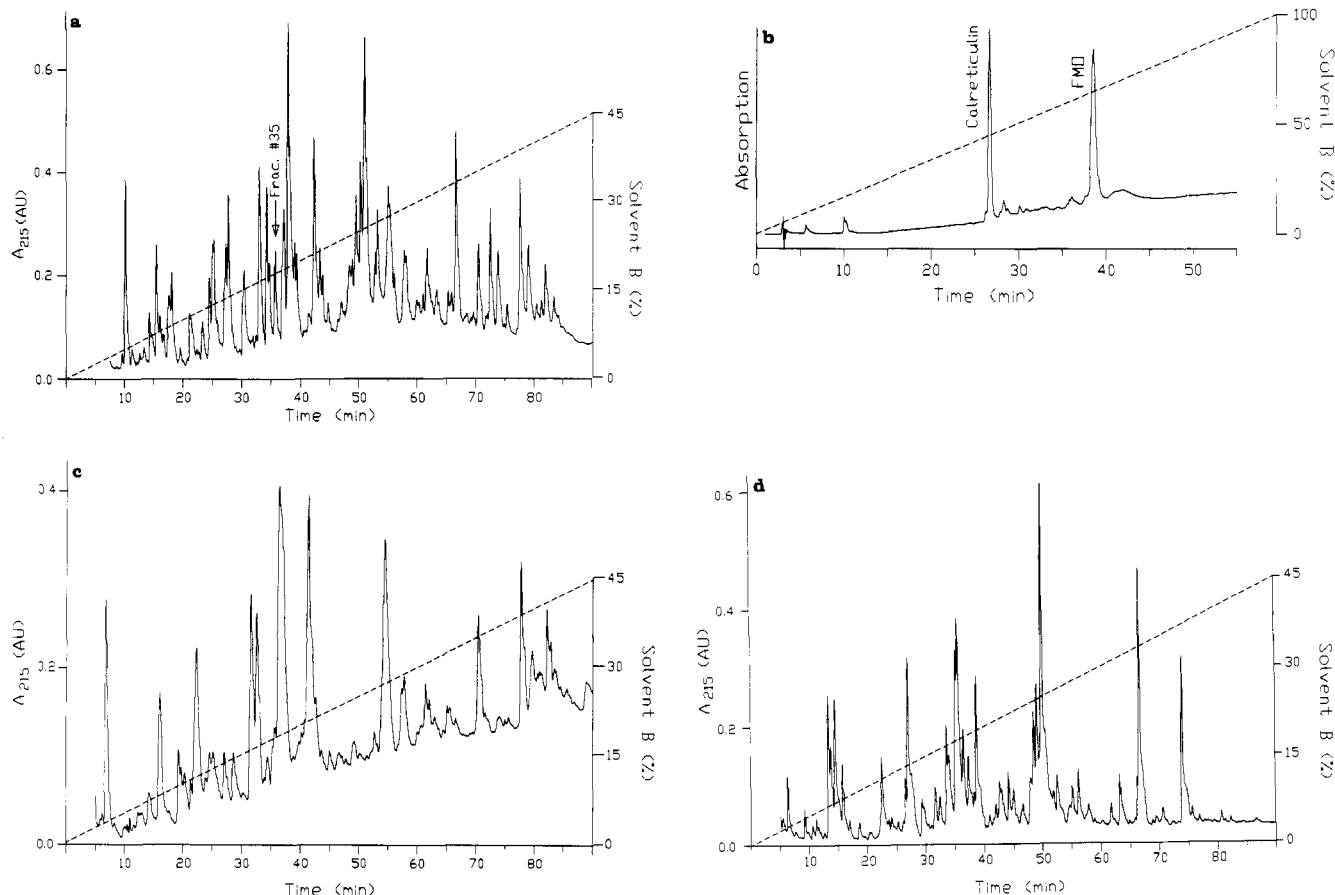 a
0.6
0.4
0.2
0.0
A215 (AU)
Frac. #35
45
30
15
0
Solvent B (%)
10 20 30 40 50 60 70 80
Time (min)
b
Absorption
Calreticulin
FMO
100
50
0
Solvent B (%)
0 10 20 30 40 50
Time (min)
c
0.4
0.2
0.0
A215 (AU)
45
30
15
0
Solvent B (%)
10 20 30 40 50 60 70 80
Time (min)
d
0.6
0.4
0.2
0.0
A215 (AU)
45
30
15
0
Solvent B (%)
10 20 30 40 50 60 70 80
Time (min)